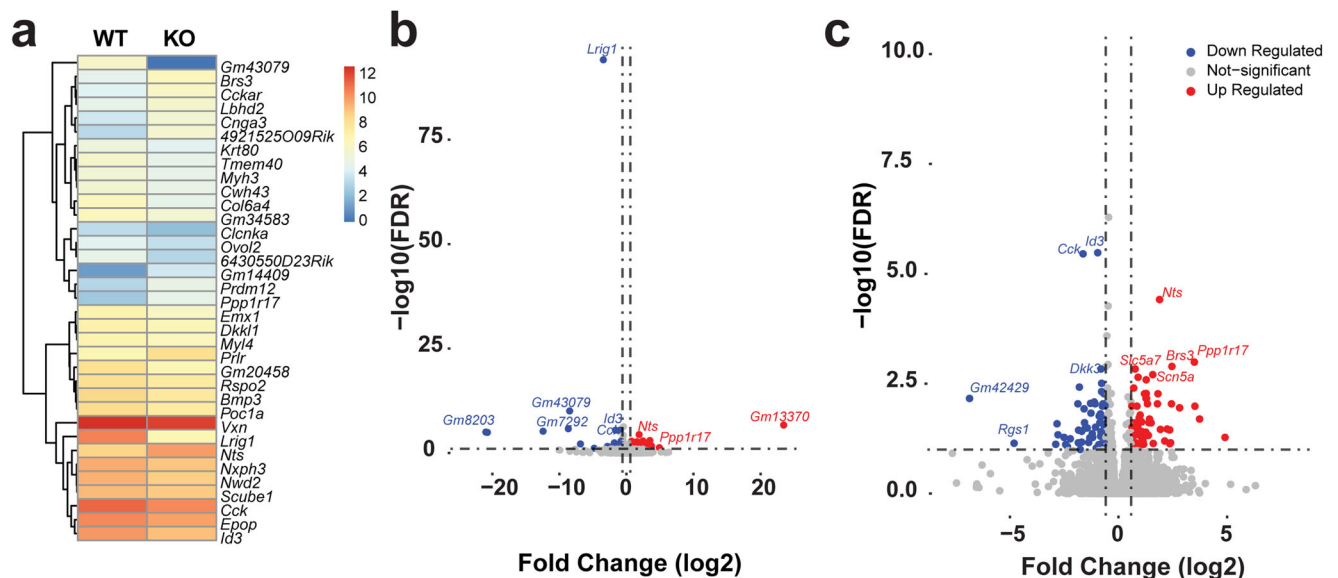 a
WT KO
Gm43079
Brs3
Cckar
Lbhd2
Cnga3
4921525O09Rik
Krt80
Tmem40
Myh3
Cwh43
Col6a4
Gm34583
Clcnka
Ovol2
6430550D23Rik
Gm14409
Prdm12
Ppp1r17
Emx1
Dkkl1
Myl4
Prlr
Gm20458
Rspo2
Bmp3
Poc1a
Vxn
Lrig1
Nts
Nxph3
Nwd2
Scube1
Cck
Epop
Id3
12
10
8
6
4
2
0
b
−log10(FDR)
75
50
25
0
Lrig1
Gm43079
Gm8203
Gm7292
Id3
Cck
Nts
Ppp1r17
Gm13370
−20 −10 0 10 20
Fold Change (log2)
c
Down Regulated
Not-significant
Up Regulated
−log10(FDR)
10.0
7.5
5.0
2.5
0.0
Cck
Id3
Nts
Slc5a7
Brs3
Ppp1r17
Dkk3
Scn5a
Gm42429
Rgs1
−5 0 5
Fold Change (log2)